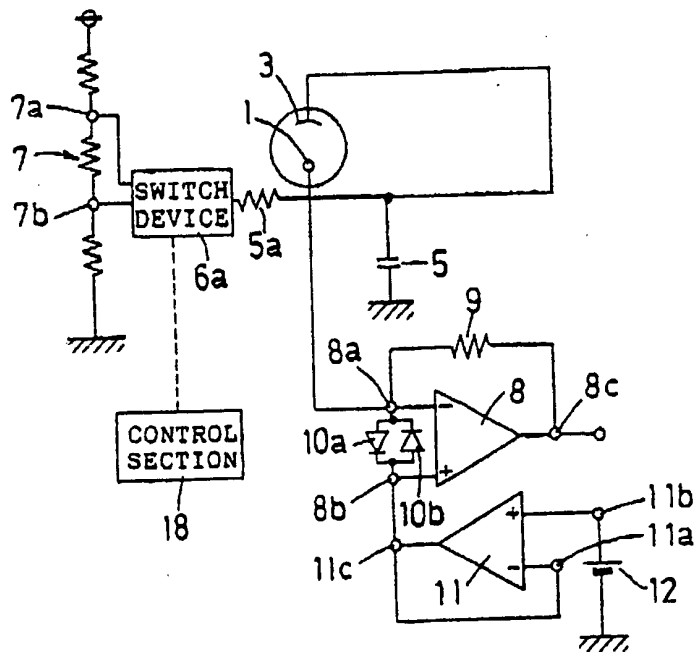 3
7a
1
7
7b
SWITCH
DEVICE
6a
5a
5
9
8a
8
8c
10a
10b
8b
CONTROL
SECTION
18
11b
11a
11c
11
12
-
+
+
-